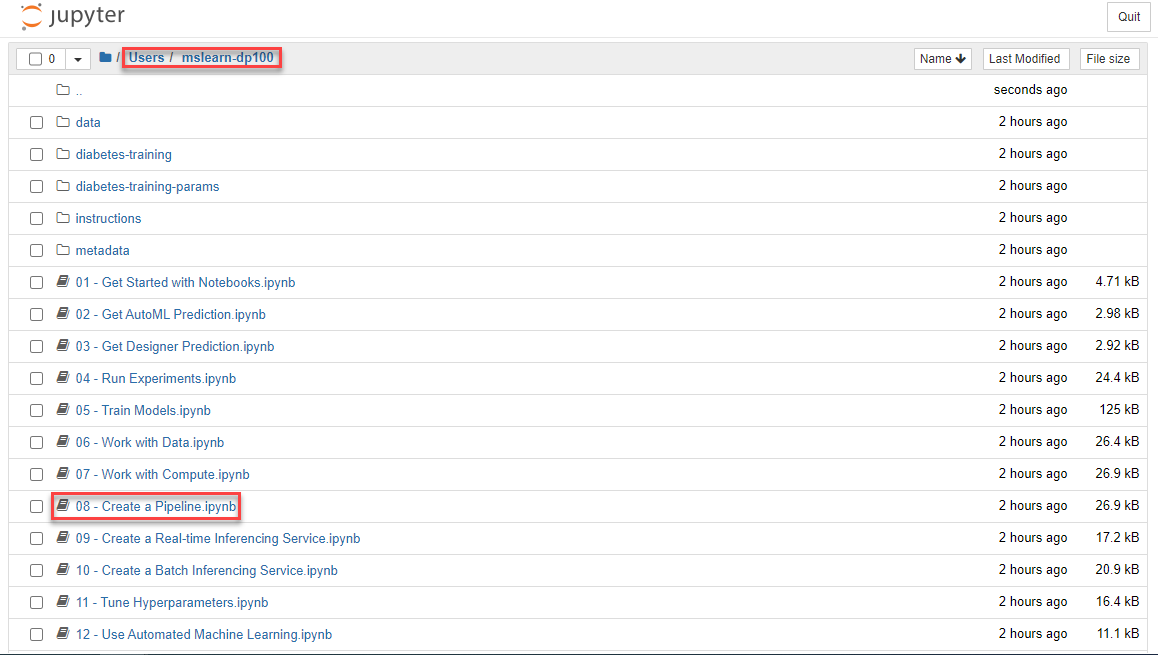 jupyter Quit
0 / Users / mslearn-dp100 Name Last Modified File size
.. seconds ago
data 2 hours ago
diabetes-training 2 hours ago
diabetes-training-params 2 hours ago
instructions 2 hours ago
metadata 2 hours ago
01 - Get Started with Notebooks.ipynb 2 hours ago 4.71 kB
02 - Get AutoML Prediction.ipynb 2 hours ago 2.98 kB
03 - Get Designer Prediction.ipynb 2 hours ago 2.92 kB
04 - Run Experiments.ipynb 2 hours ago 24.4 kB
05 - Train Models.ipynb 2 hours ago 125 kB
06 - Work with Data.ipynb 2 hours ago 26.4 kB
07 - Work with Compute.ipynb 2 hours ago 26.9 kB
08 - Create a Pipeline.ipynb 2 hours ago 26.9 kB
09 - Create a Real-time Inferencing Service.ipynb 2 hours ago 17.2 kB
10 - Create a Batch Inferencing Service.ipynb 2 hours ago 20.9 kB
11 - Tune Hyperparameters.ipynb 2 hours ago 16.4 kB
12 - Use Automated Machine Learning.ipynb 2 hours ago 11.1 kB